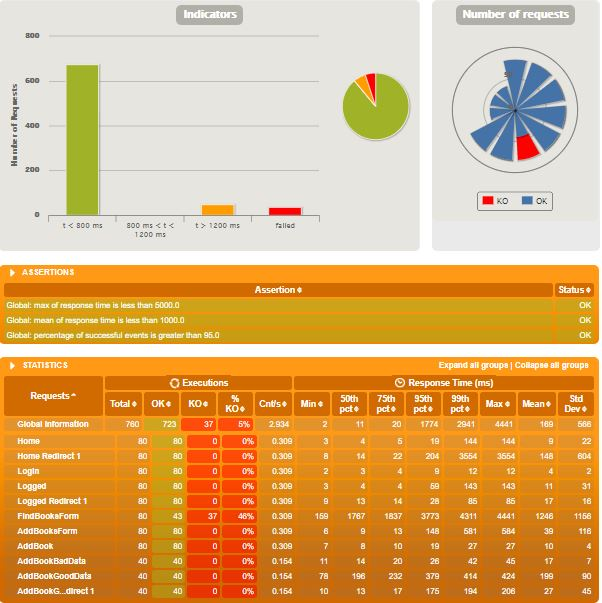 Indicators
Number of requests
800
600
400
200
0
Number of Requests
t < 800 ms
800 ms < t <
1200 ms
t > 1200 ms
failed
KO
OK
ASSERTIONS
Assertion Status
Global: max of response time is less than 5000.0 OK
Global: mean of response time is less than 1000.0 OK
Global: percentage of successful events is greater than 95.0 OK
STATISTICS Expand all groups | Collapse all groups
Requests Executions Response Time (ms)
Total OK KO % KO Cnt/s Min 50th pct 75th pct 95th pct 99th pct Max Mean Std Dev
Global Information 760 723 37 5% 2.934 2 11 20 1774 2941 4441 169 566
Home 80 80 0 0% 0.309 3 4 5 19 144 144 9 22
Home Redirect 1 80 80 0 0% 0.309 8 14 22 204 3554 3554 148 604
Login 80 80 0 0% 0.309 2 3 4 9 12 12 4 2
Logged 80 80 0 0% 0.309 3 4 4 59 143 143 11 31
Logged Redirect 1 80 80 0 0% 0.309 9 13 14 28 85 85 17 16
FindBooksForm 80 43 37 46% 0.309 159 1767 1837 3773 4311 4441 1246 1156
AddBooksForm 80 80 0 0% 0.309 6 9 13 148 581 584 39 116
AddBook 80 80 0 0% 0.309 7 8 10 19 27 27 10 4
AddBookBadData 40 40 0 0% 0.154 11 14 20 26 42 45 17 7
AddBookGoodData 40 40 0 0% 0.154 78 196 232 379 414 424 199 90
AddBookG...direct 1 40 40 0 0% 0.154 10 13 17 175 194 206 27 45